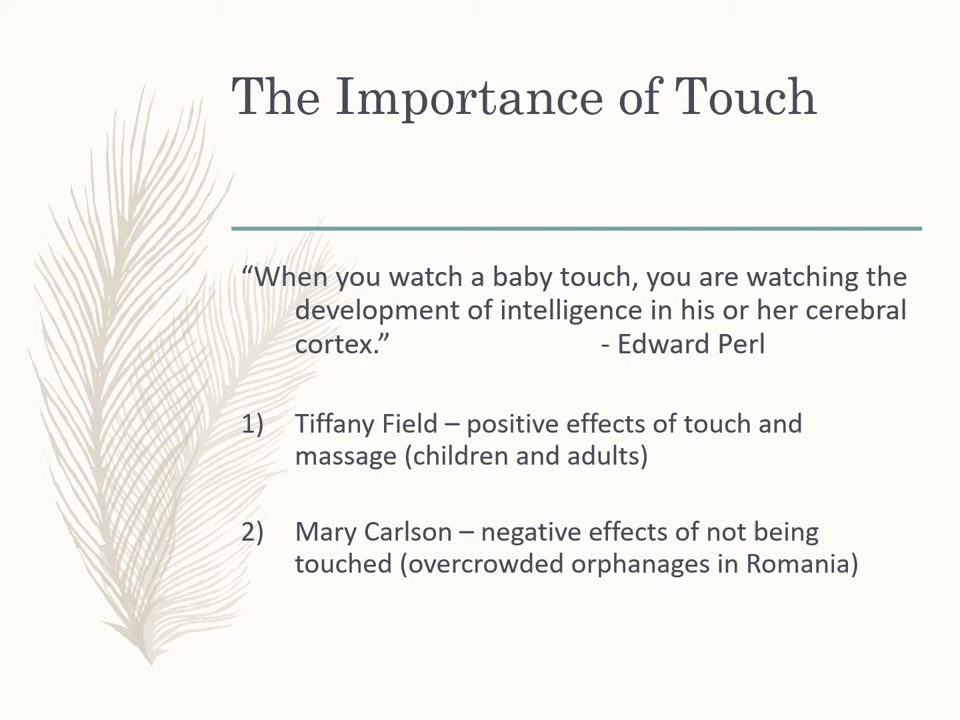 The Importance of Touch
“When you watch a baby touch, you are watching the
development of intelligence in his or her cerebral
cortex.” - Edward Perl
1) Tiffany Field – positive effects of touch and
massage (children and adults)
2) Mary Carlson – negative effects of not being
touched (overcrowded orphanages in Romania)